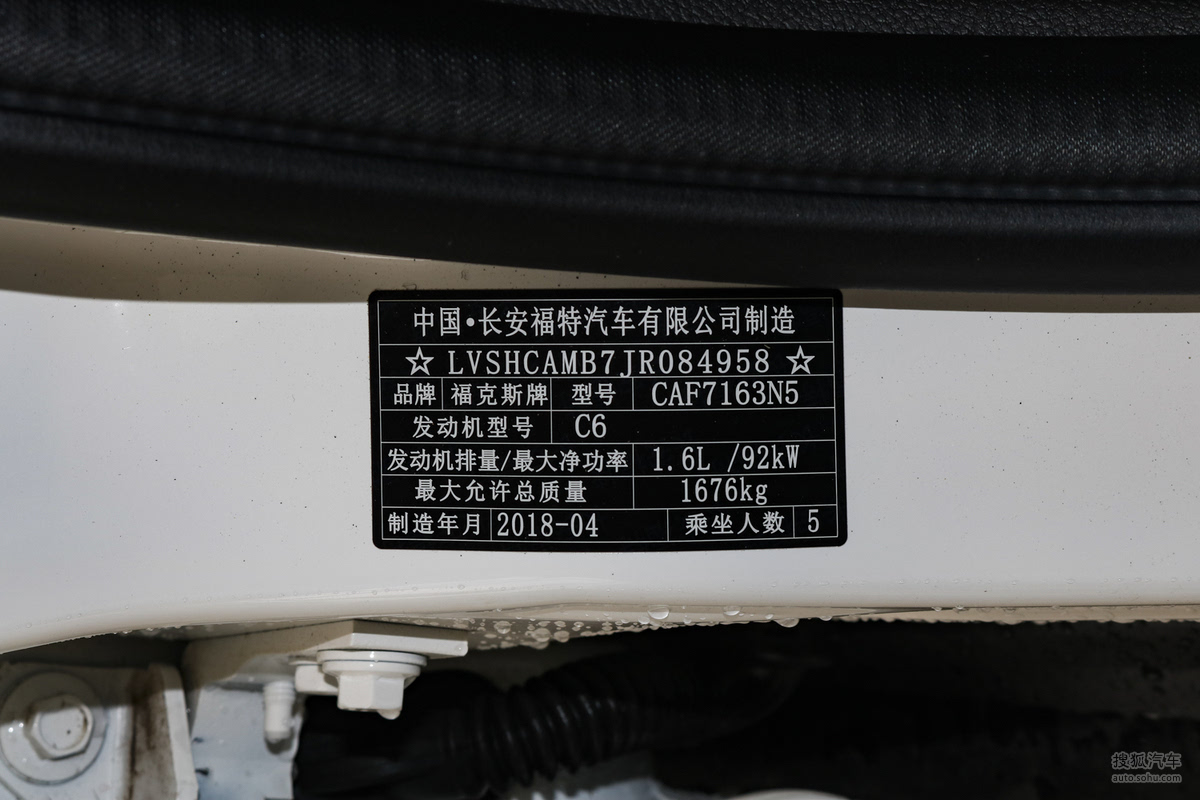 中国•长安福特汽车有限公司制造
☆ LVSHCAMB7JR084958 ☆
品牌 福克斯牌 型号 CAF7163N5
发动机型号 C6
发动机排量/最大净功率 1.6L /92kW
最大允许总质量 1676kg
制造年月 2018-04 乘坐人数 5
搜狐汽车
auto.sohu.com